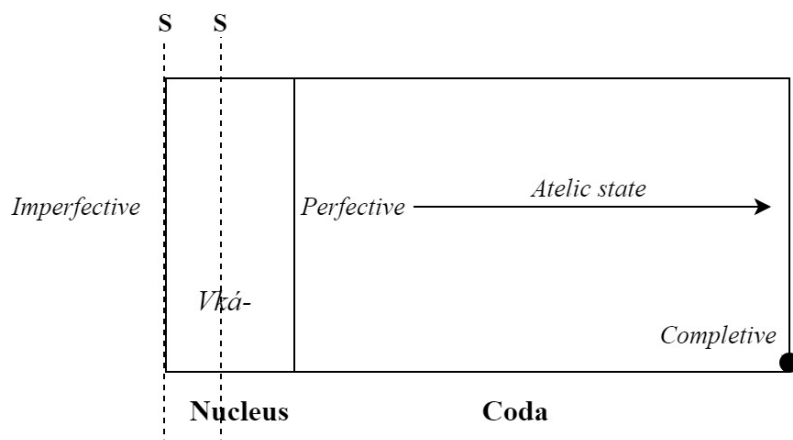 S S
Atelic state
Imperfective Perfective
Vká-
Completive
Nucleus Coda